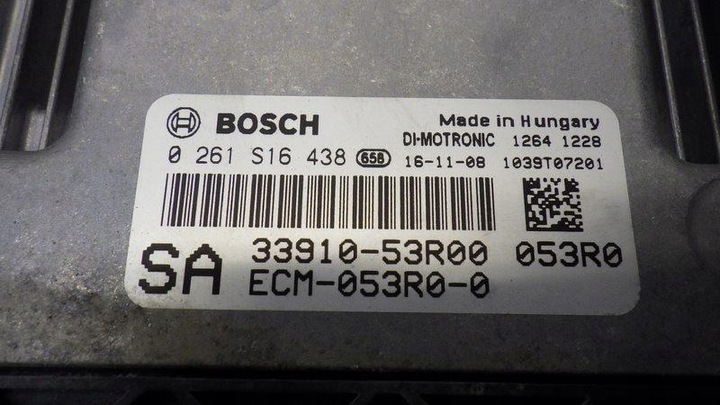 BOSCH Made in Hungary
DI-MOTRONIC 1264 1228
0 261 S16 438 658 16-11-08 1039T07201
SA 33910-53R00 053R0
ECM-053R0-0